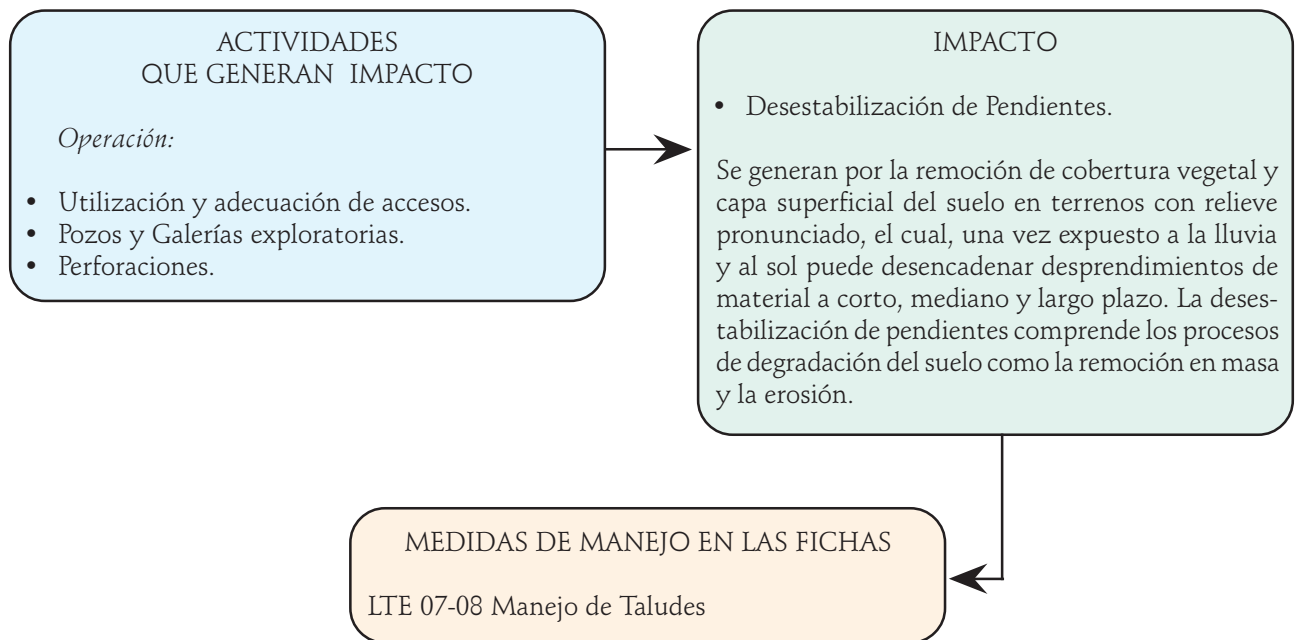 ACTIVIDADES
QUE GENERAN IMPACTO
Operación:
• Utilización y adecuación de accesos.
• Pozos y Galerías exploratorias.
• Perforaciones.
IMPACTO
• Desestabilización de Pendientes.
Se generan por la remoción de cobertura vegetal y
capa superficial del suelo en terrenos con relieve
pronunciado, el cual, una vez expuesto a la lluvia
y al sol puede desencadenar desprendimientos de
material a corto, mediano y largo plazo. La deses-
tabilización de pendientes comprende los procesos
de degradación del suelo como la remoción en masa
y la erosión.
MEDIDAS DE MANEJO EN LAS FICHAS
LTE 07-08 Manejo de Taludes